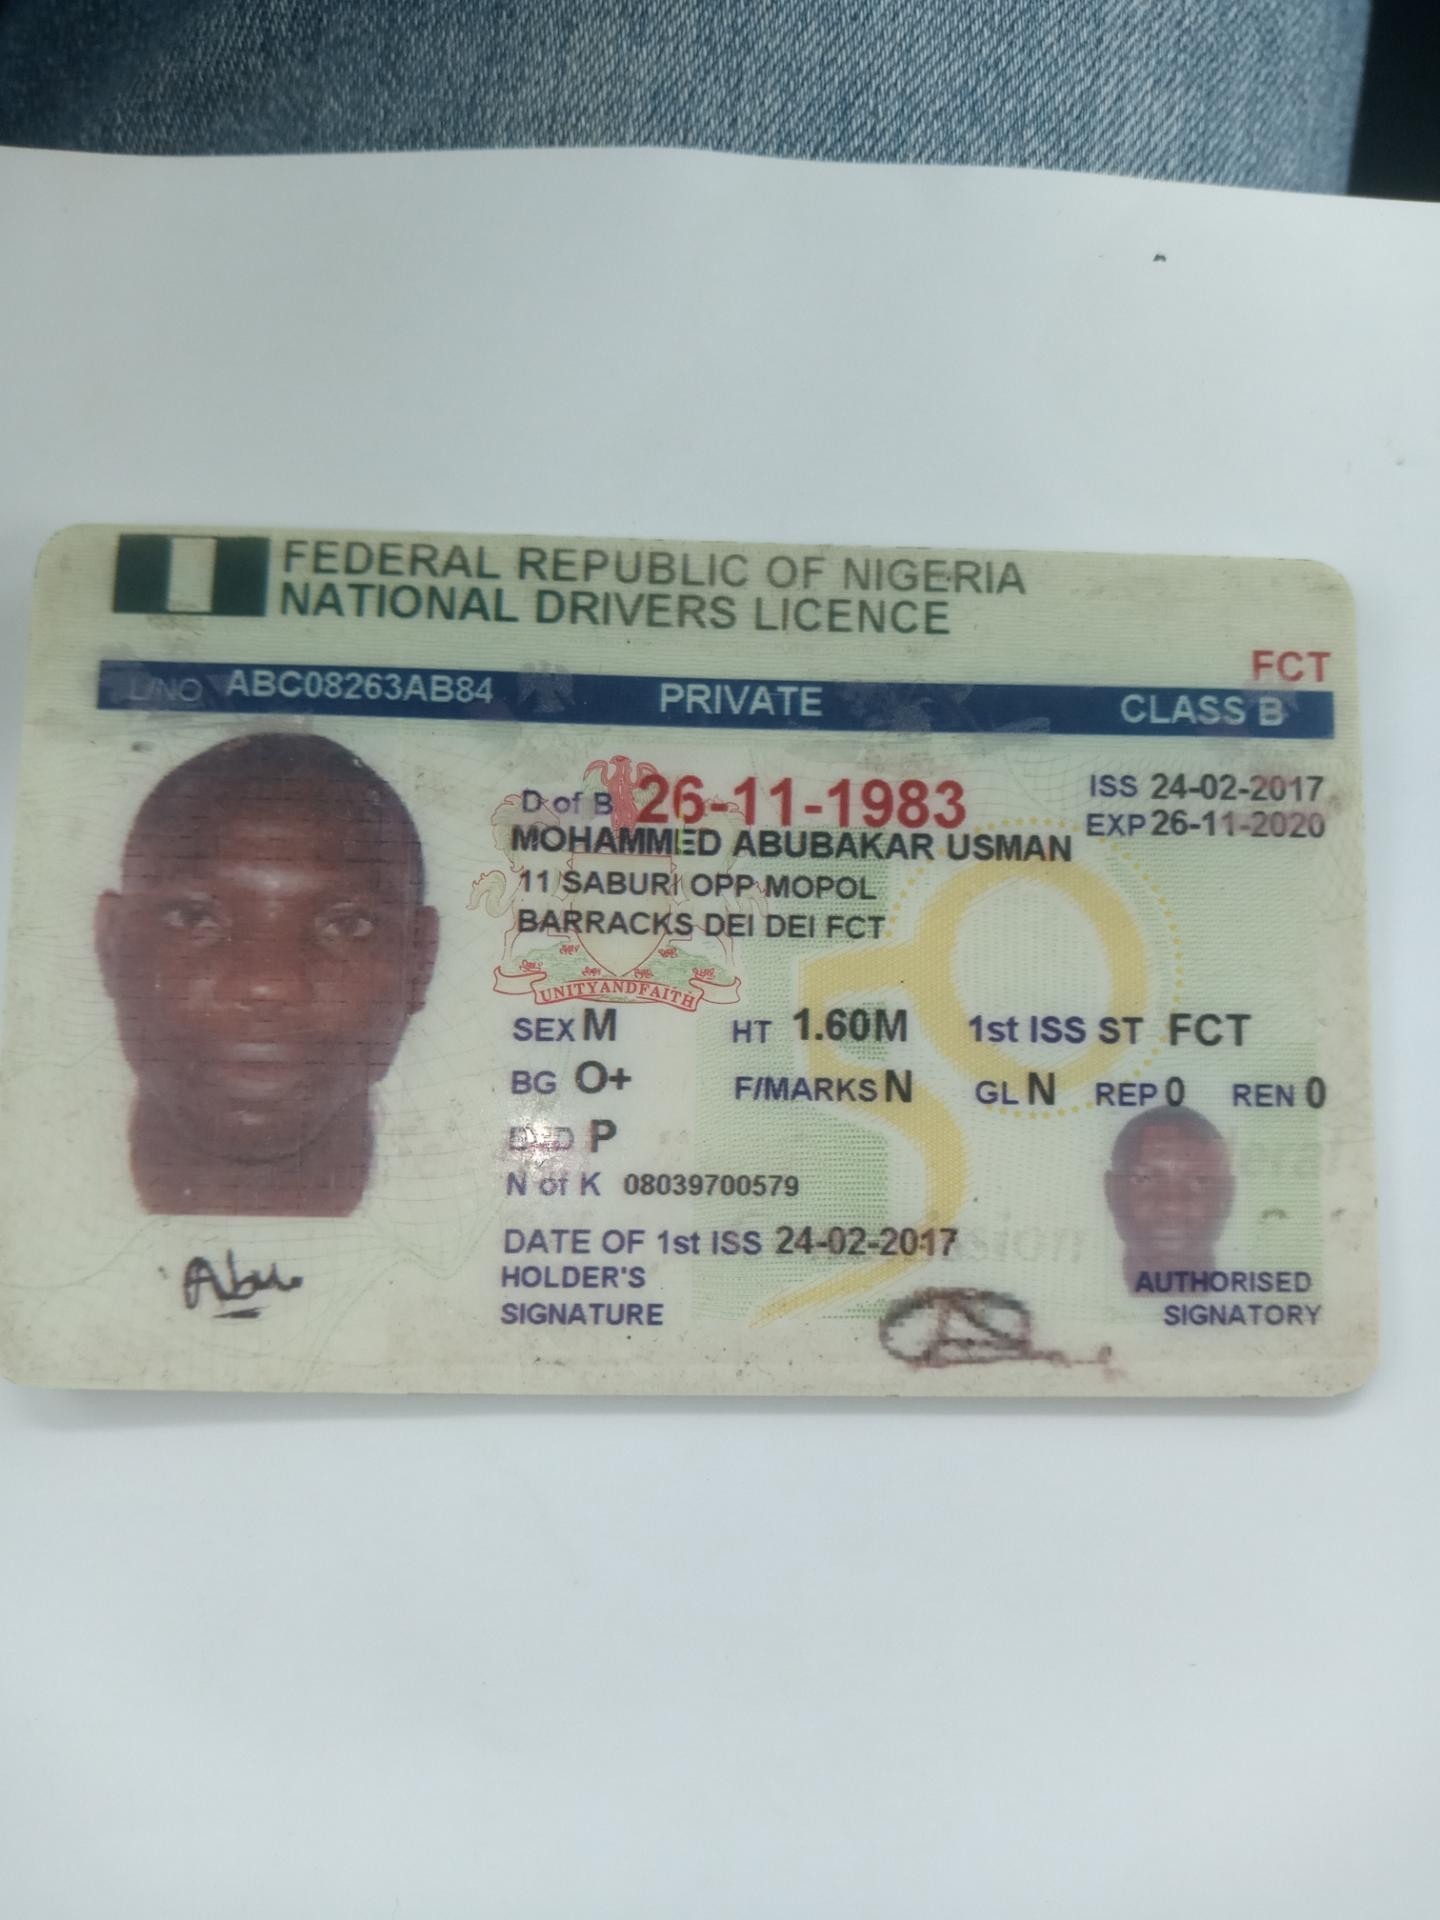 FEDERAL REPUBLIC OF NIGERIA
NATIONAL DRIVERS LICENCE
FCT
L/NO ABC08263AB84 PRIVATE CLASS B
D of B 26-11-1983 ISS 24-02-2017
MOHAMMED ABUBAKAR USMAN EXP 26-11-2020
11 SABURI OPP MOPOL
BARRACKS DEI DEI FCT
UNITY AND FAITH
SEX M HT 1.60M 1st ISS ST FCT
BG O+ F/MARKS N GL N REP 0 REN 0
P
N of K 08039700579
DATE OF 1st ISS 24-02-2017
HOLDER'S AUTHORISED
SIGNATURE SIGNATORY